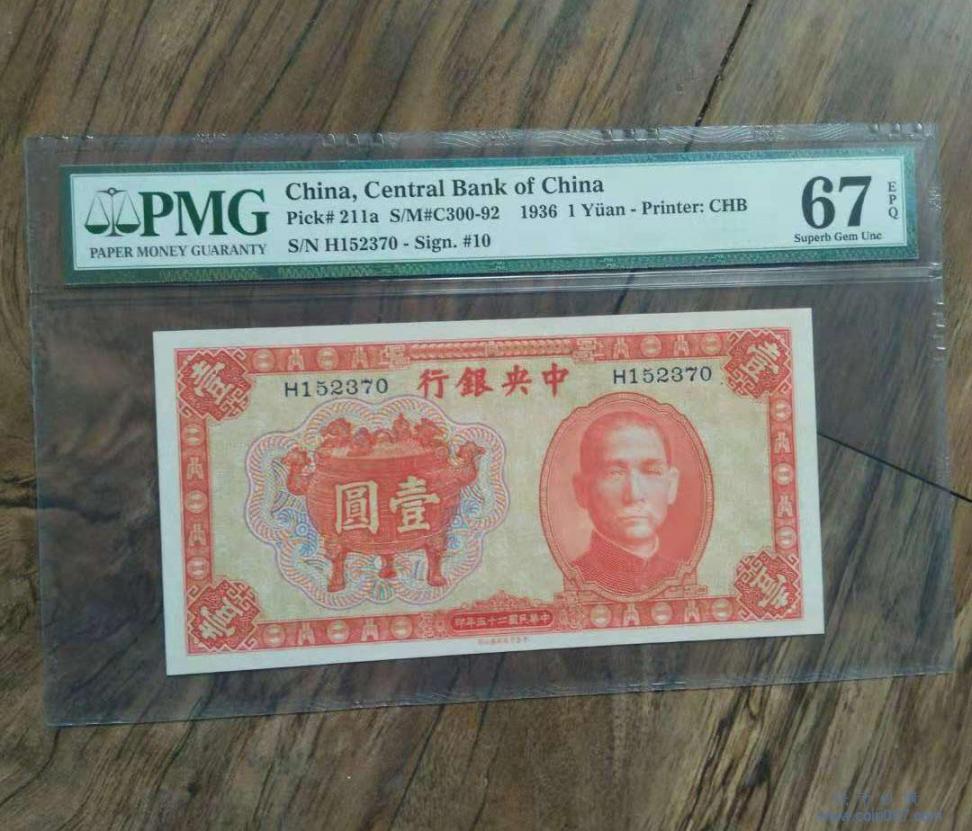 PMG
PAPER MONEY GUARANTY
China, Central Bank of China
Pick# 211a S/M#C300-92 1936 1 Yüan - Printer: CHB
S/N H152370 - Sign. #10
67
EPQ
Superb Gem Unc
壹
壹
行銀央中
H152370
H152370
圓壹
壹
壹
印年五十二國民華中